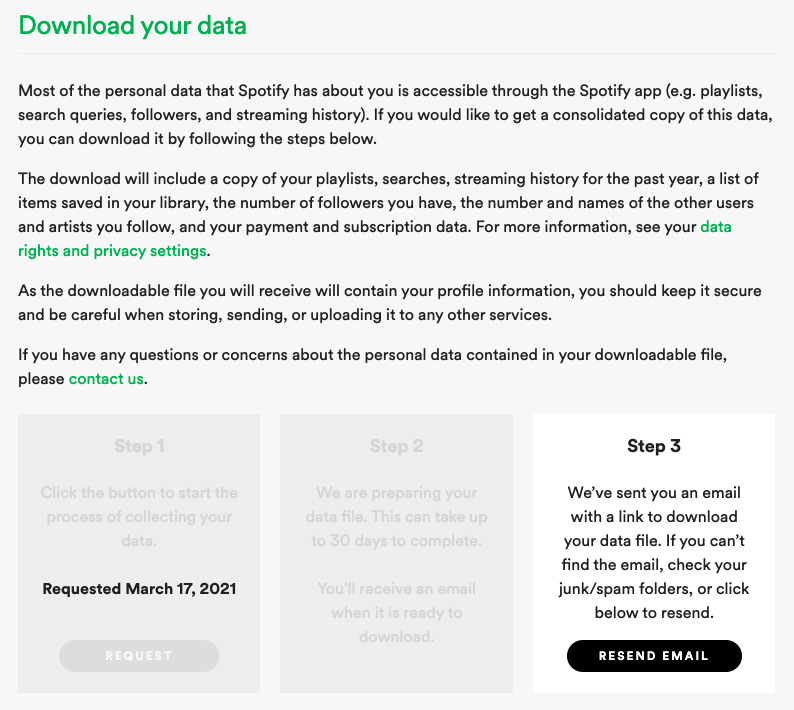 Download your data
Most of the personal data that Spotify has about you is accessible through the Spotify app (e.g. playlists,
search queries, followers, and streaming history). If you would like to get a consolidated copy of this data,
you can download it by following the steps below.
The download will include a copy of your playlists, searches, streaming history for the past year, a list of
items saved in your library, the number of followers you have, the number and names of the other users
and artists you follow, and your payment and subscription data. For more information, see your data
rights and privacy settings.
As the downloadable file you will receive will contain your profile information, you should keep it secure
and be careful when storing, sending, or uploading it to any other services.
If you have any questions or concerns about the personal data contained in your downloadable file,
please contact us.
Step 1
Click the button to start the
process of collecting your
data.
Requested March 17, 2021
REQUEST
Step 2
We are preparing your
data file. This can take up
to 30 days to complete.
You’ll receive an email
when it is ready to
download.
Step 3
We’ve sent you an email
with a link to download
your data file. If you can’t
find the email, check your
junk/spam folders, or click
below to resend.
RESEND EMAIL